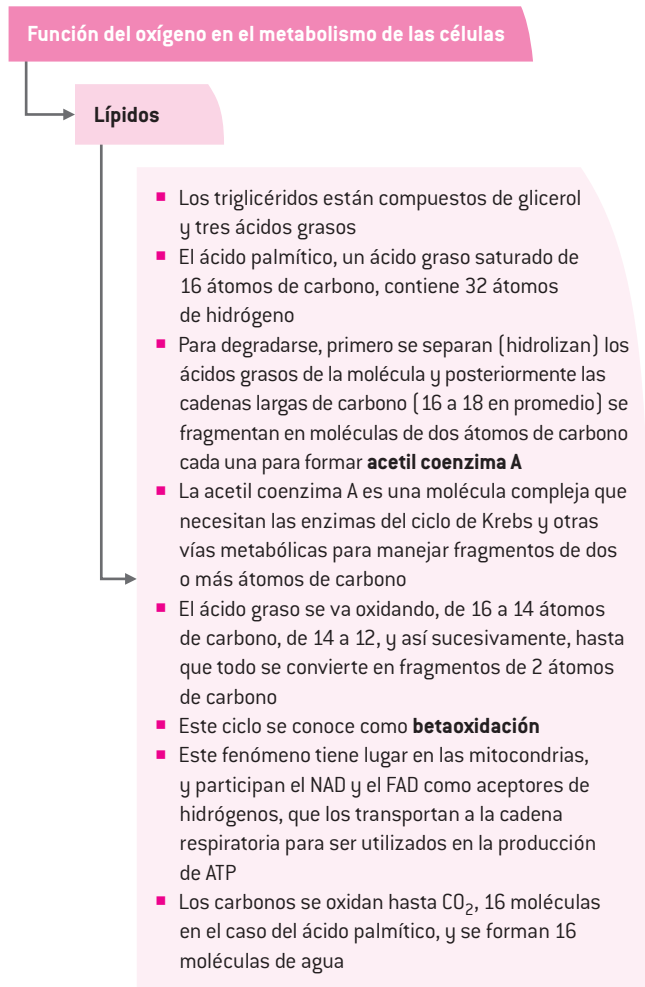 Función del oxígeno en el metabolismo de las células
Lípidos
■ Los triglicéridos están compuestos de glicerol
y tres ácidos grasos
■ El ácido palmítico, un ácido graso saturado de
16 átomos de carbono, contiene 32 átomos
de hidrógeno
■ Para degradarse, primero se separan (hidrolizan) los
ácidos grasos de la molécula y posteriormente las
cadenas largas de carbono (16 a 18 en promedio) se
fragmentan en moléculas de dos átomos de carbono
cada una para formar acetil coenzima A
■ La acetil coenzima A es una molécula compleja que
necesitan las enzimas del ciclo de Krebs y otras
vías metabólicas para manejar fragmentos de dos
o más átomos de carbono
■ El ácido graso se va oxidando, de 16 a 14 átomos
de carbono, de 14 a 12, y así sucesivamente, hasta
que todo se convierte en fragmentos de 2 átomos
de carbono
■ Este ciclo se conoce como betaoxidación
■ Este fenómeno tiene lugar en las mitocondrias,
y participan el NAD y el FAD como aceptores de
hidrógenos, que los transportan a la cadena
respiratoria para ser utilizados en la producción
de ATP
■ Los carbonos se oxidan hasta CO₂, 16 moléculas
en el caso del ácido palmítico, y se forman 16
moléculas de agua